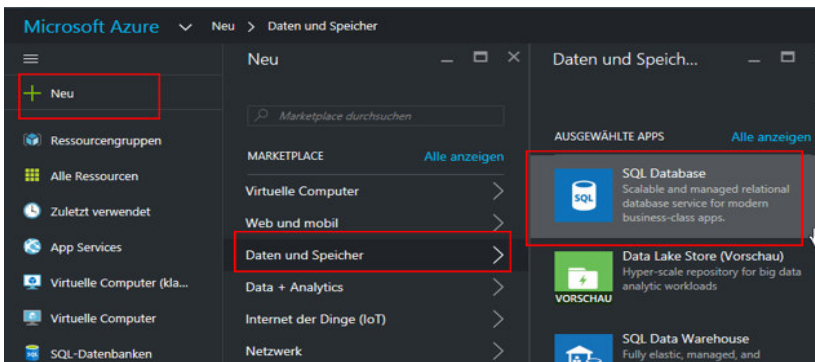 Microsoft Azure Neu > Daten und Speicher
Neu
Ressourcengruppen
Alle Ressourcen
Zuletzt verwendet
App Services
Virtuelle Computer (kla...
Virtuelle Computer
SQL-Datenbanken
Neu
Marketplace durchsuchen
MARKETPLACE Alle anzeigen
Virtuelle Computer
Web und mobil
Daten und Speicher
Data + Analytics
Internet der Dinge (IoT)
Netzwerk
Daten und Speich...
AUSGEWÄHLTE APPS Alle anzeigen
SQL
SQL Database
Scalable and managed relational
database service for modern
business-class apps.
VORSCHAU
Data Lake Store (Vorschau)
Hyper-scale repository for big data
analytic workloads
SQL Data Warehouse
Fully elastic, managed, and